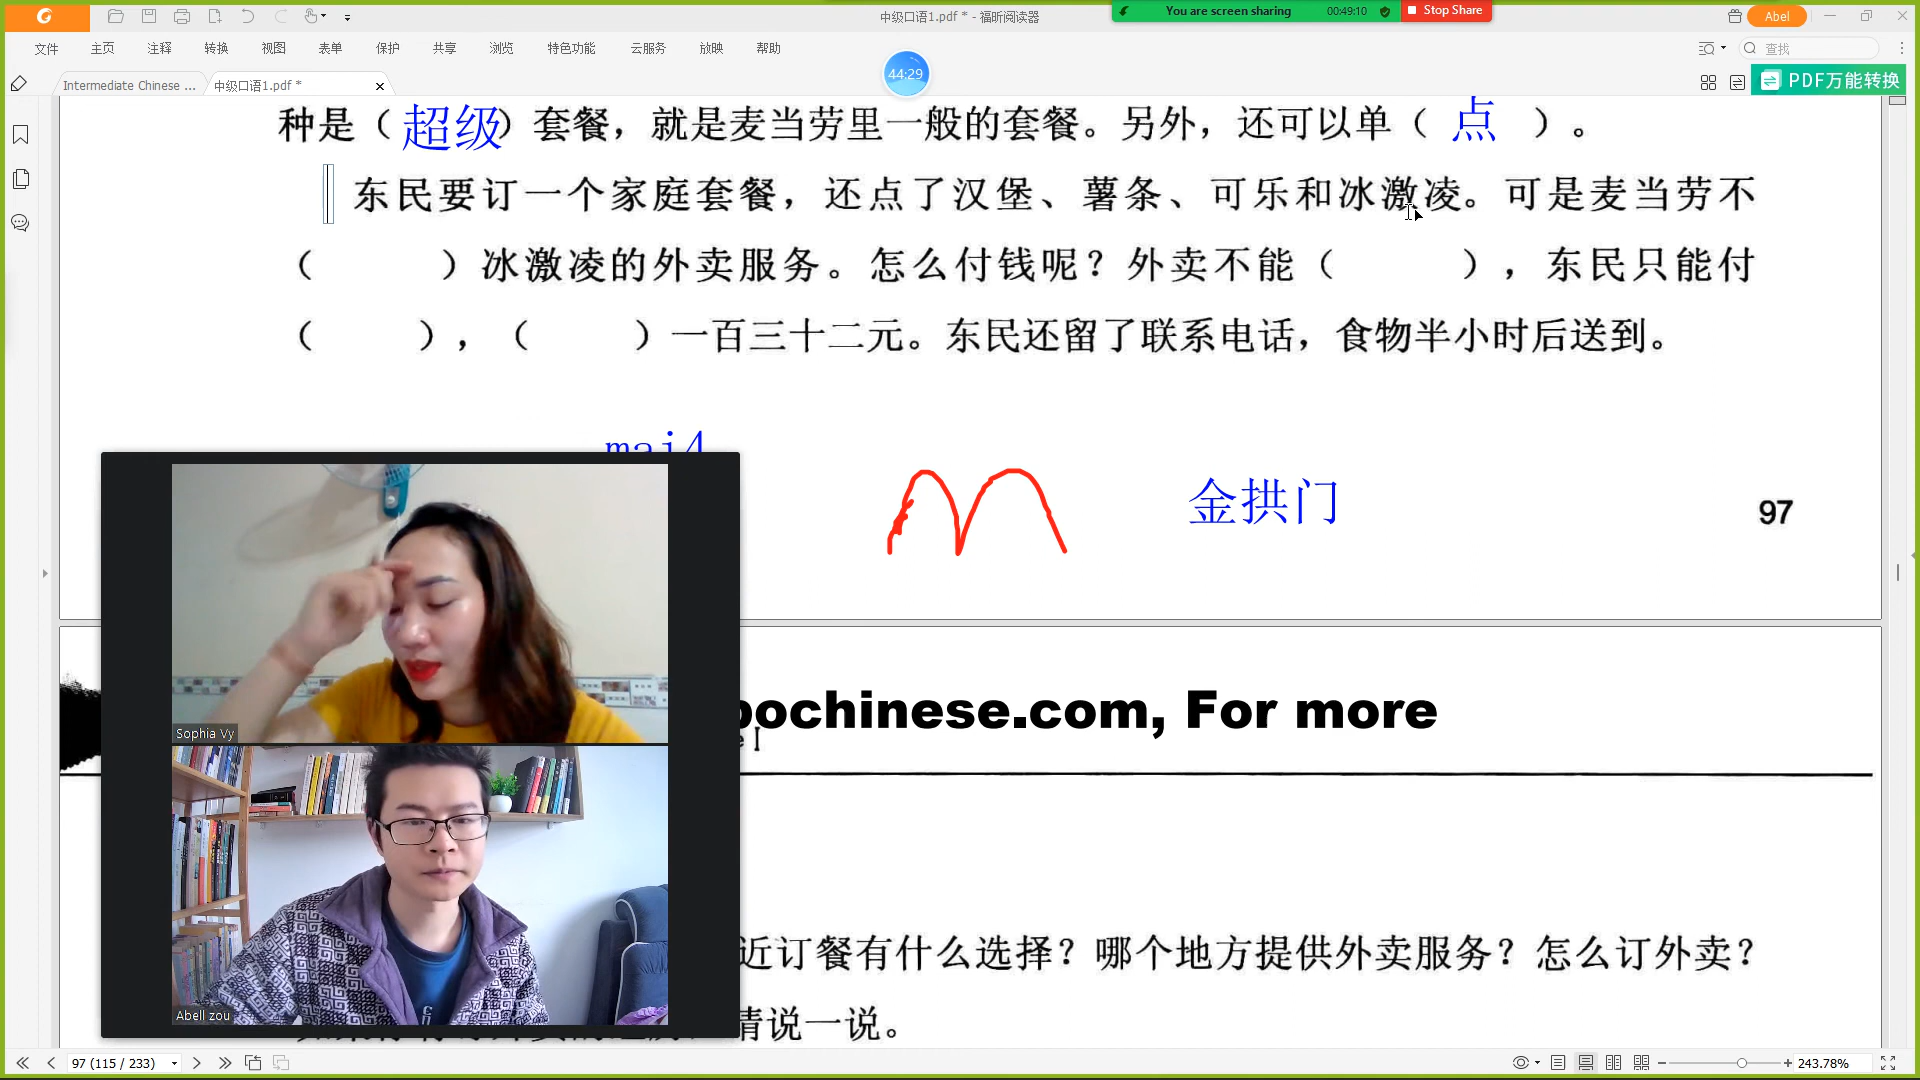 中级口语1.pdf * - 福昕阅读器
You are screen sharing 00:49:10 Stop Share
Abel
文件 主页 注释 转换 视图 表单 保护 共享 浏览 特色功能 云服务 放映 帮助
查找
44:29
Intermediate Chinese ... 中级口语1.pdf *
PDF万能转换
种是（超级）套餐，就是麦当劳里一般的套餐。另外，还可以单（点）。
东民要订一个家庭套餐，还点了汉堡、薯条、可乐和冰激凌。可是麦当劳不
（ ）冰激凌的外卖服务。怎么付钱呢？外卖不能（ ），东民只能付
（ ），（ ）一百三十二元。东民还留了联系电话，食物半小时后送到。
mai4
金拱门
97
Sophia Vy
Abell zou
pochinese.com, For more
近订餐有什么选择？哪个地方提供外卖服务？怎么订外卖？
请说一说。
97 (115 / 233)
243.78%